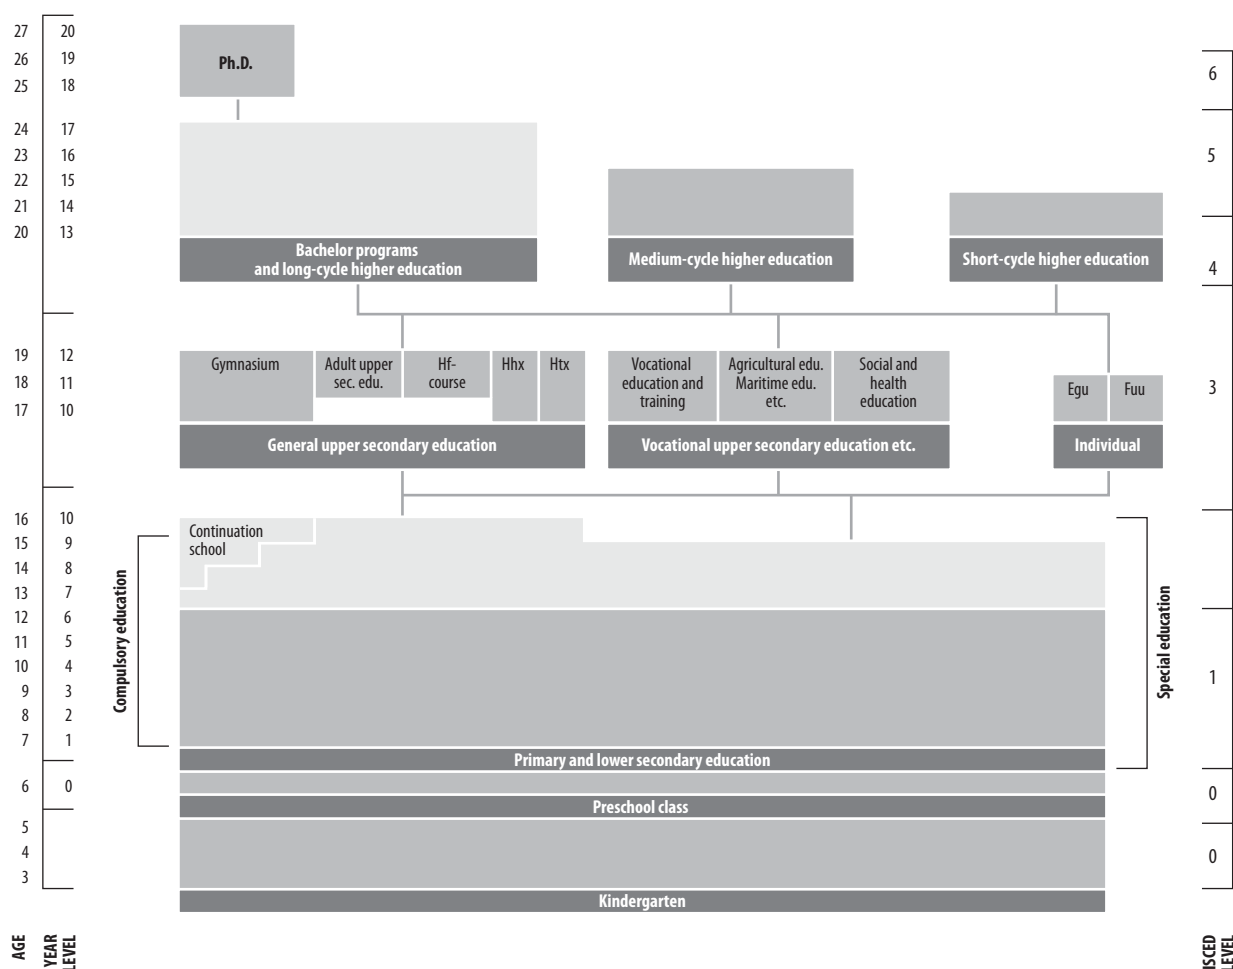 27 20
26 19
25 18
Ph.D.
6
24 17
23 16
22 15
21 14
20 13
5
Bachelor programs
and long-cycle higher education
Medium-cycle higher education
Short-cycle higher education
4
19 12
18 11
17 10
Gymnasium
Adult upper
sec. edu.
Hf-
course
Hhx
Htx
Vocational
education and
training
Agricultural edu.
Maritime edu.
etc.
Social and
health
education
Egu
Fuu
3
General upper secondary education
Vocational upper secondary education etc.
Individual
16 10
15 9
14 8
13 7
12 6
11 5
10 4
9 3
8 2
7 1
Continuation
school
Compulsory education
Special education
1
Primary and lower secondary education
6 0
0
Preschool class
5
4
3
0
Kindergarten
AGE
YEAR
LEVEL
ISCED
LEVEL